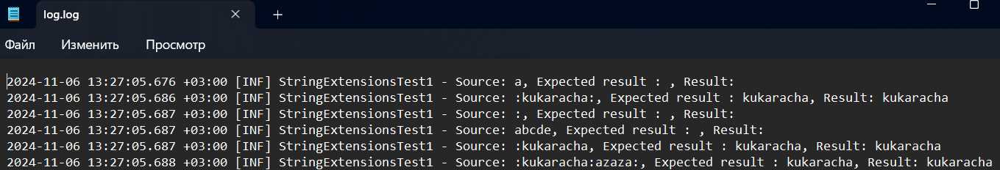 log.log
Файл Изменить Просмотр
2024-11-06 13:27:05.676 +03:00 [INF] StringExtensionsTest1 - Source: a, Expected result : , Result:
2024-11-06 13:27:05.686 +03:00 [INF] StringExtensionsTest1 - Source: :kukaracha:, Expected result : kukaracha, Result: kukaracha
2024-11-06 13:27:05.687 +03:00 [INF] StringExtensionsTest1 - Source: :, Expected result : , Result:
2024-11-06 13:27:05.687 +03:00 [INF] StringExtensionsTest1 - Source: abcde, Expected result : , Result:
2024-11-06 13:27:05.687 +03:00 [INF] StringExtensionsTest1 - Source: :kukaracha, Expected result : kukaracha, Result: kukaracha
2024-11-06 13:27:05.688 +03:00 [INF] StringExtensionsTest1 - Source: :kukaracha:azaza:, Expected result : kukaracha, Result: kukaracha